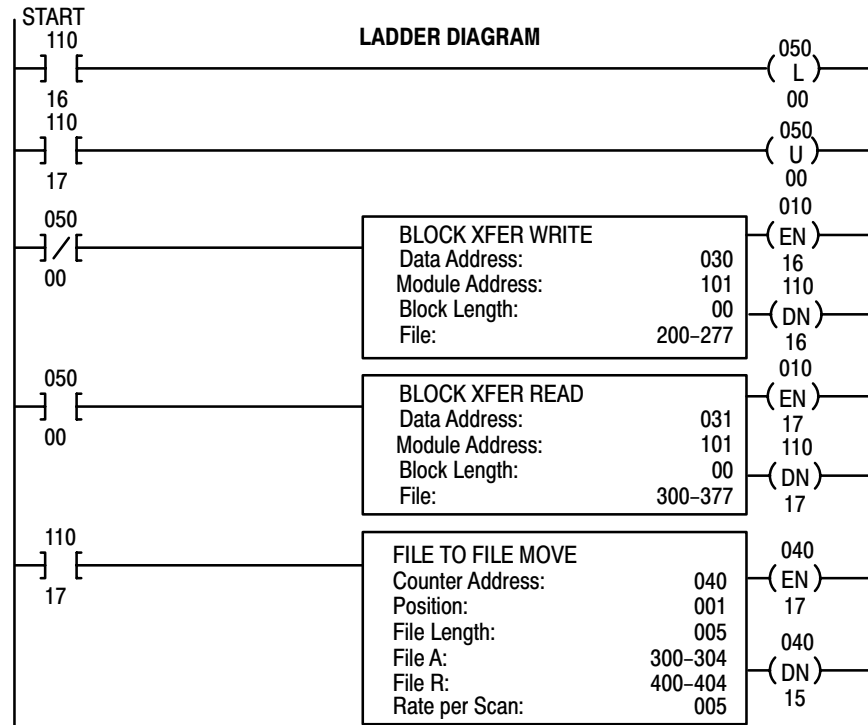 START
LADDER DIAGRAM
110
16
050
L
00
110
17
050
U
00
050
00
BLOCK XFER WRITE
Data Address: 030
Module Address: 101
Block Length: 00
File: 200–277
010
EN
16
110
DN
16
050
00
BLOCK XFER READ
Data Address: 031
Module Address: 101
Block Length: 00
File: 300–377
010
EN
17
110
DN
17
110
17
FILE TO FILE MOVE
Counter Address: 040
Position: 001
File Length: 005
File A: 300–304
File R: 400–404
Rate per Scan: 005
040
EN
17
040
DN
15